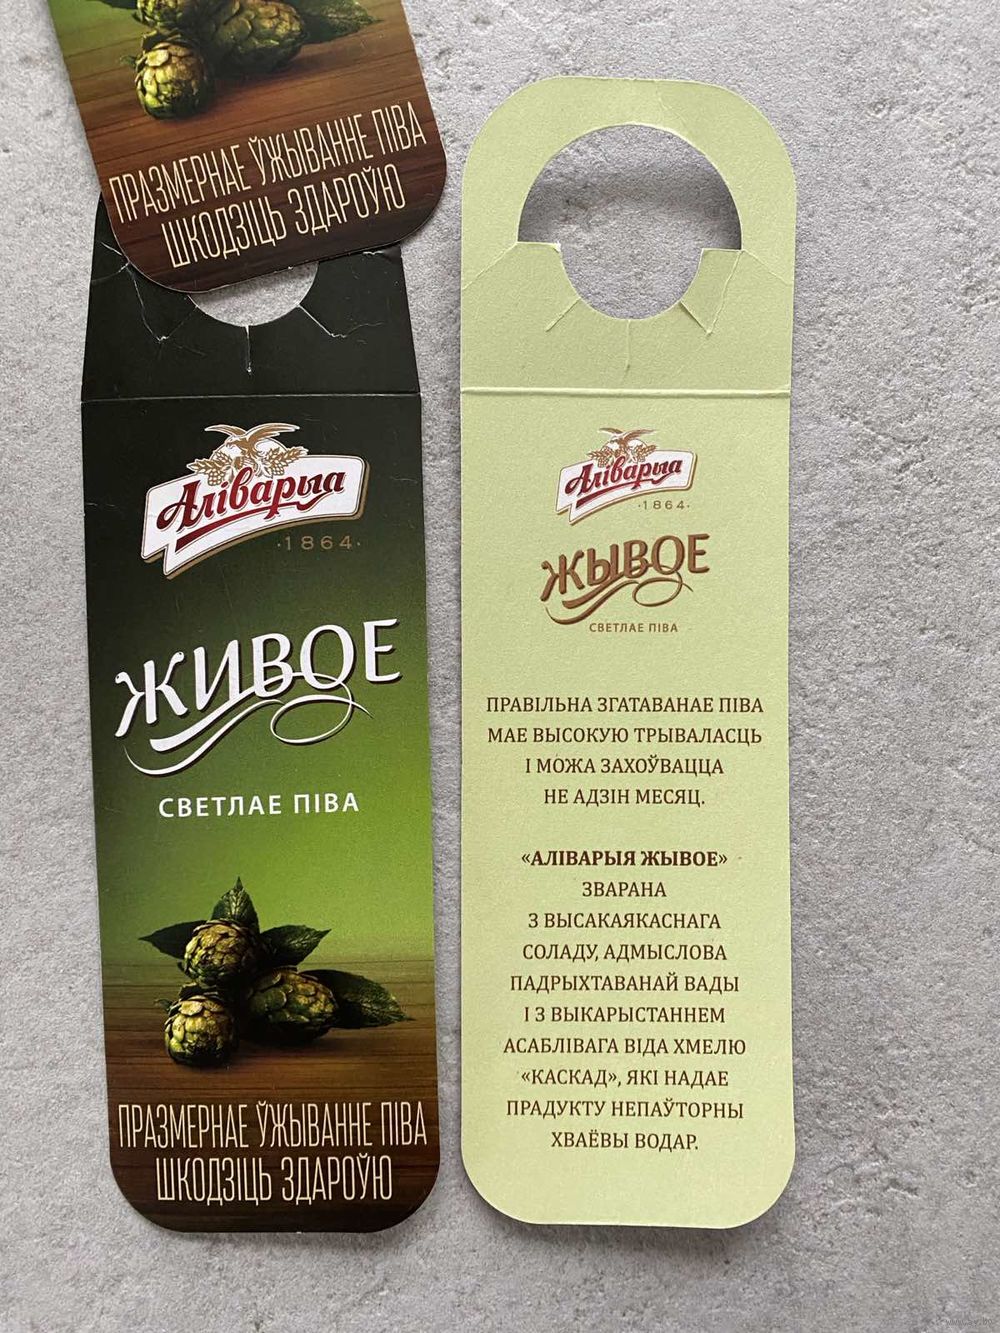 ПРАЗМЕРНАЕ ЎЖЫВАННЕ ПІВА
ШКОДЗІЦЬ ЗДАРОЎЮ
Аліварыа
·1864·
ЖИВОЕ
СВЕТЛАЕ ПІВА
ПРАЗМЕРНАЕ ЎЖЫВАННЕ ПІВА
ШКОДЗІЦЬ ЗДАРОЎЮ
Аліварыа
·1864·
ЖЫВОЕ
СВЕТЛАЕ ПІВА
ПРАВІЛЬНА ЗГАТАВАНАЕ ПІВА
МАЕ ВЫСОКУЮ ТРЫВАЛАСЦЬ
І МОЖА ЗАХОЎВАЦЦА
НЕ АДЗІН МЕСЯЦ.
«АЛІВАРЫЯ ЖЫВОЕ»
ЗВАРАНА
З ВЫСАКАЯКАСНАГА
СОЛАДУ, АДМЫСЛОВА
ПАДРЫХТАВАНАЙ ВАДЫ
І З ВЫКАРЫСТАННЕМ
АСАБЛІВАГА ВІДА ХМЕЛЮ
«КАСКАД», ЯКІ НАДАЕ
ПРАДУКТУ НЕПАЎТОРНЫ
ХВАЁВЫ ВОДАР.